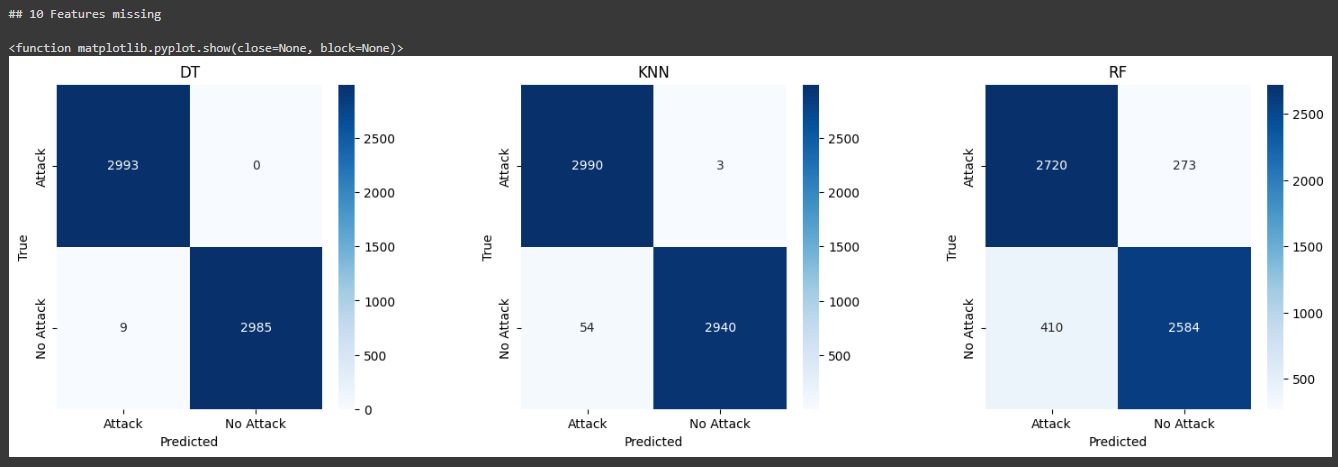 ## 10 Features missing
<function matplotlib.pyplot.show(close=None, block=None)>
DT
2993 0
9 2985
Attack
No Attack
True
Attack No Attack
Predicted
2500
2000
1500
1000
500
0
KNN
2990 3
54 2940
Attack
No Attack
True
Attack No Attack
Predicted
2500
2000
1500
1000
500
RF
2720 273
410 2584
Attack
No Attack
True
Attack No Attack
Predicted
2500
2000
1500
1000
500